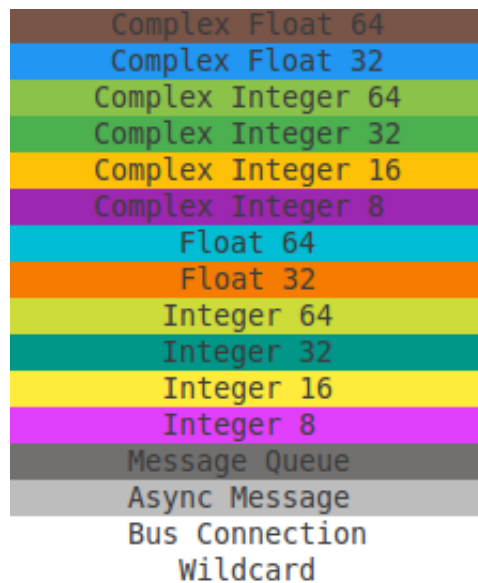 Complex Float 64
Complex Float 32
Complex Integer 64
Complex Integer 32
Complex Integer 16
Complex Integer 8
Float 64
Float 32
Integer 64
Integer 32
Integer 16
Integer 8
Message Queue
Async Message
Bus Connection
Wildcard